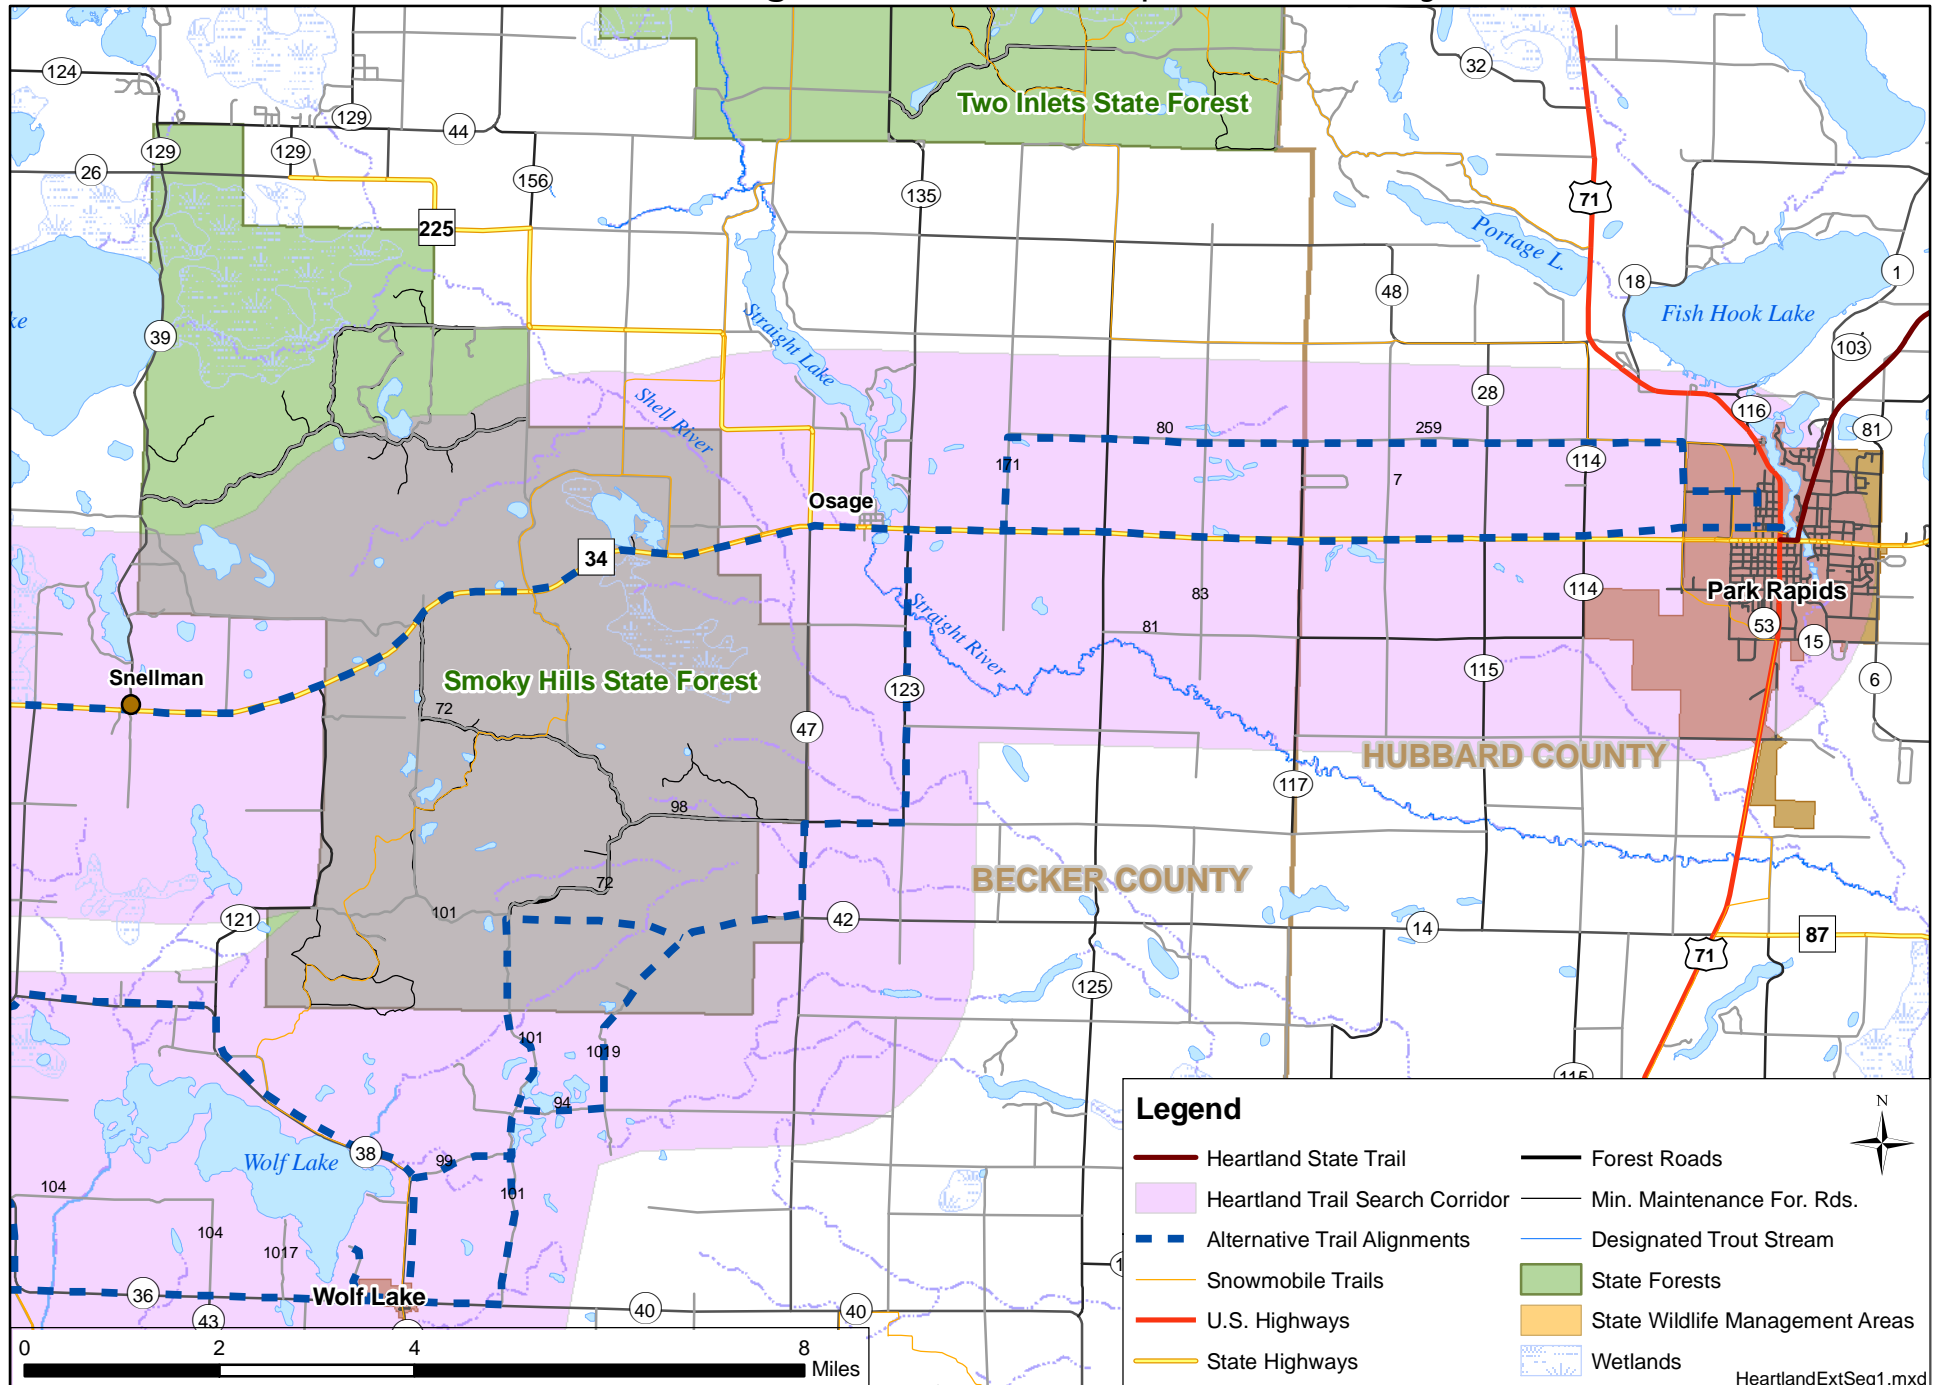 124
129
44
32
Two Inlets State Forest
129
129
26
156
135
71
225
Portage L.
18
1
48
Fish Hook Lake
39
Straight Lake
103
28
Shell River
116
80
259
81
171
114
7
Osage
34
114
Park Rapids
83
Straight River
81
53
15
Snellman
Smoky Hills State Forest
115
6
123
72
47
HUBBARD COUNTY
117
98
BECKER COUNTY
72
101
121
42
14
87
71
125
101
1019
94
Wolf Lake
38
99
101
104
104
1017
36
Wolf Lake
43
40
40
0 2 4 8
Miles
Legend
N
Heartland State Trail
Heartland Trail Search Corridor
Alternative Trail Alignments
Snowmobile Trails
U.S. Highways
State Highways
Forest Roads
Min. Maintenance For. Rds.
Designated Trout Stream
State Forests
State Wildlife Management Areas
Wetlands
HeartlandExtSeg1.mxd